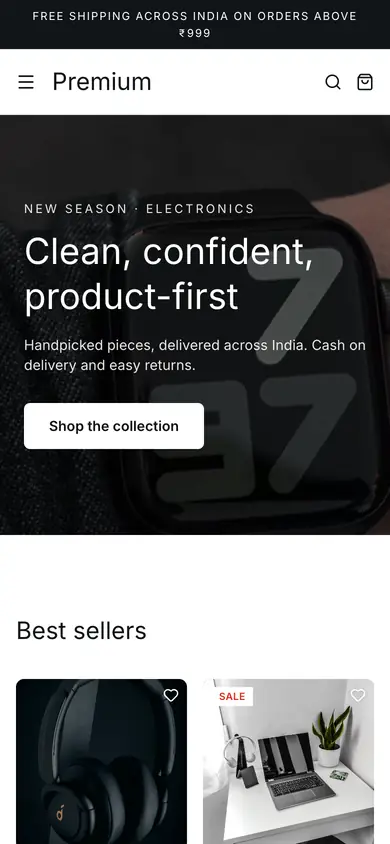 FREE SHIPPING ACROSS INDIA ON ORDERS ABOVE
₹999
Premium
NEW SEASON · ELECTRONICS
Clean, confident,
product-first
Handpicked pieces, delivered across India. Cash on
delivery and easy returns.
Shop the collection
Best sellers
SALE